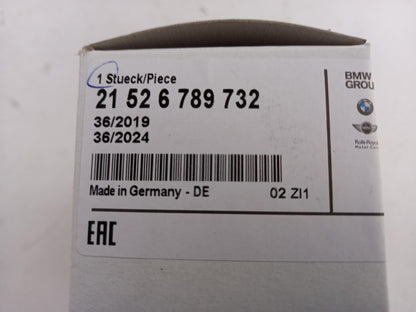 1 Stueck/Piece
21 52 6 789 732
36/2019
36/2024
Made in Germany - DE
02 ZI1
EAC
BMW
GROU